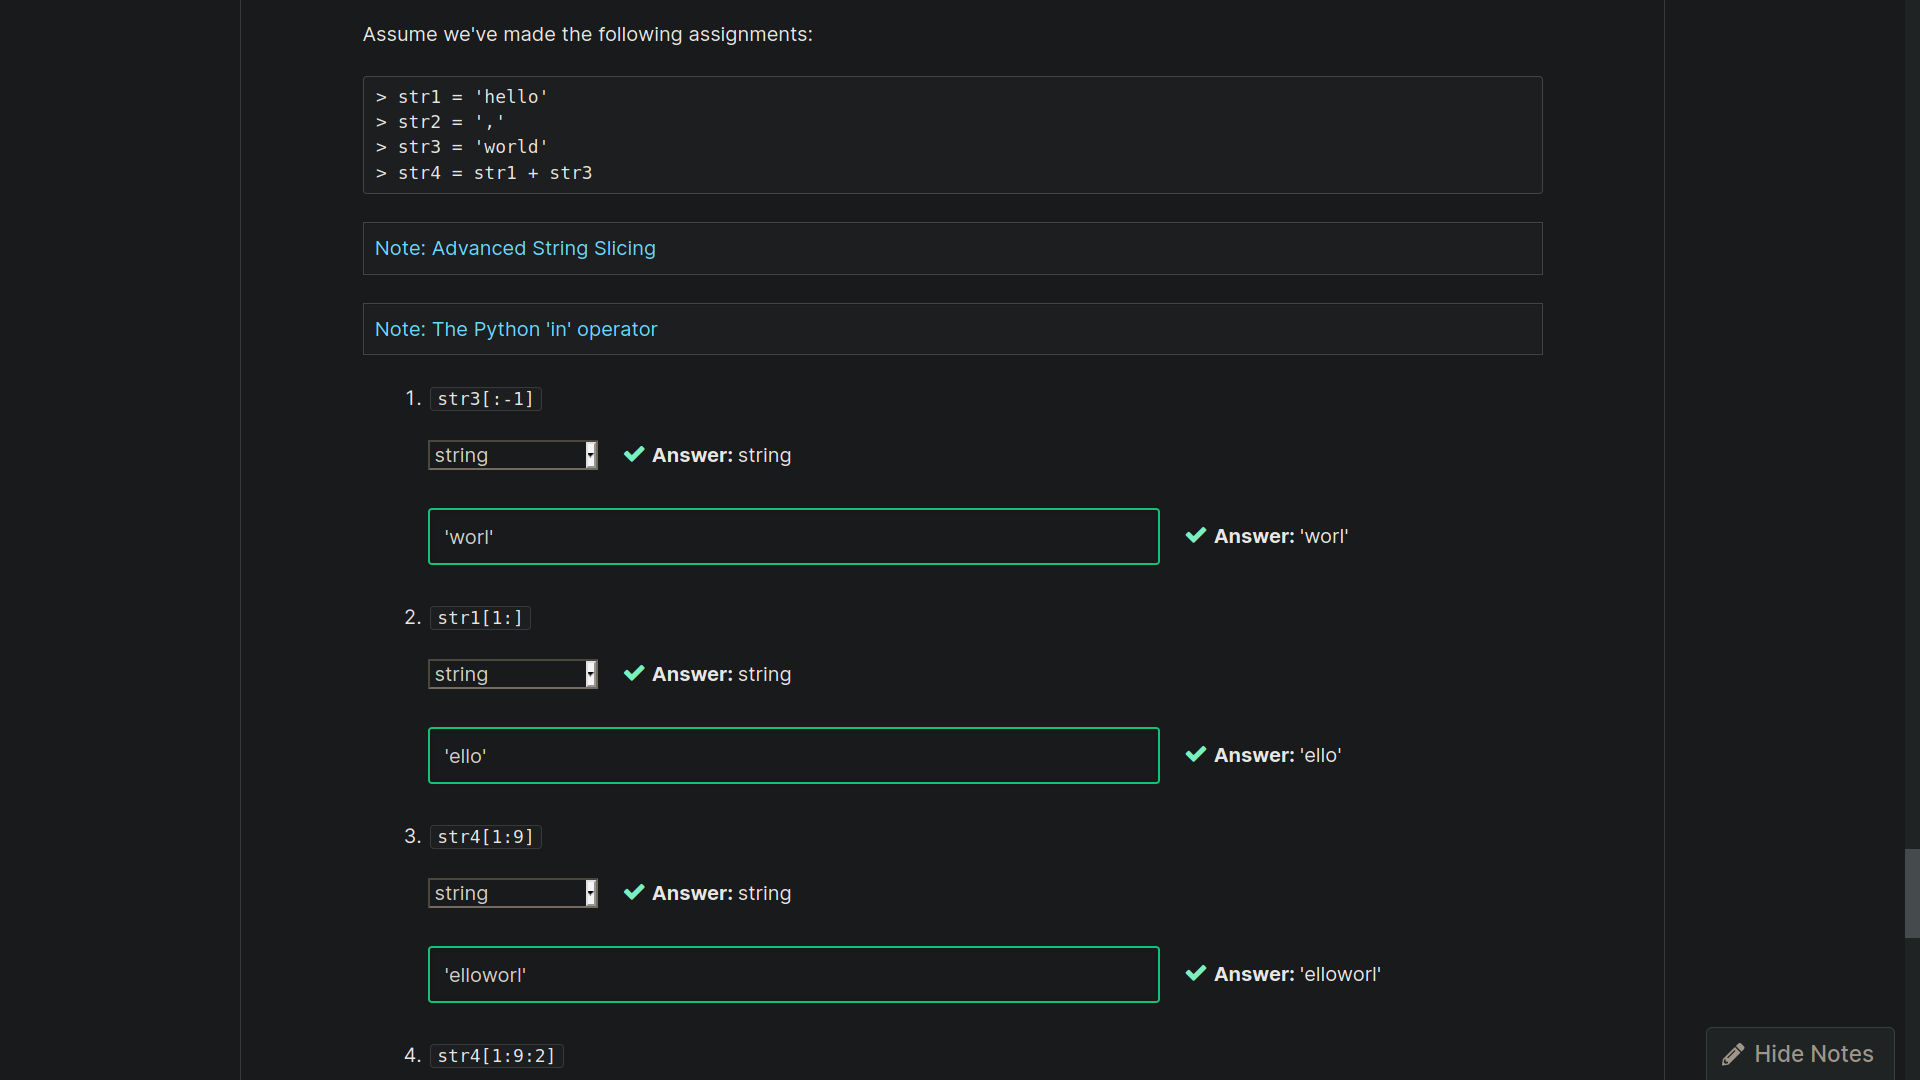 Assume we've made the following assignments:
> str1 = 'hello'
> str2 = ','
> str3 = 'world'
> str4 = str1 + str3
Note: Advanced String Slicing
Note: The Python 'in' operator
1. str3[:-1]
string Answer: string
'worl' Answer: 'worl'
2. str1[1:]
string Answer: string
'ello' Answer: 'ello'
3. str4[1:9]
string Answer: string
'elloworl' Answer: 'elloworl'
4. str4[1:9:2]
Hide Notes